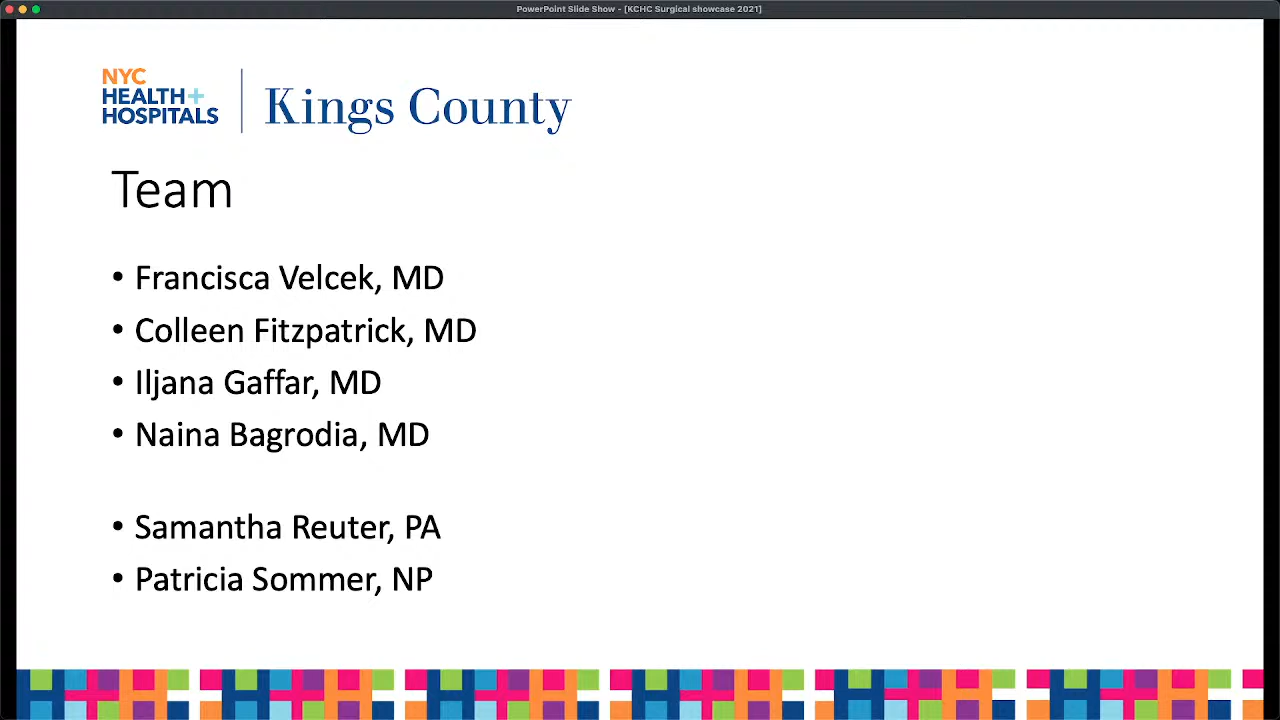 PowerPoint Slide Show - [KCHC Surgical showcase 2021]
NYC
HEALTH+
HOSPITALS
Kings County
Team
• Francisca Velcek, MD
• Colleen Fitzpatrick, MD
• Iljana Gaffar, MD
• Naina Bagrodia, MD
• Samantha Reuter, PA
• Patricia Sommer, NP